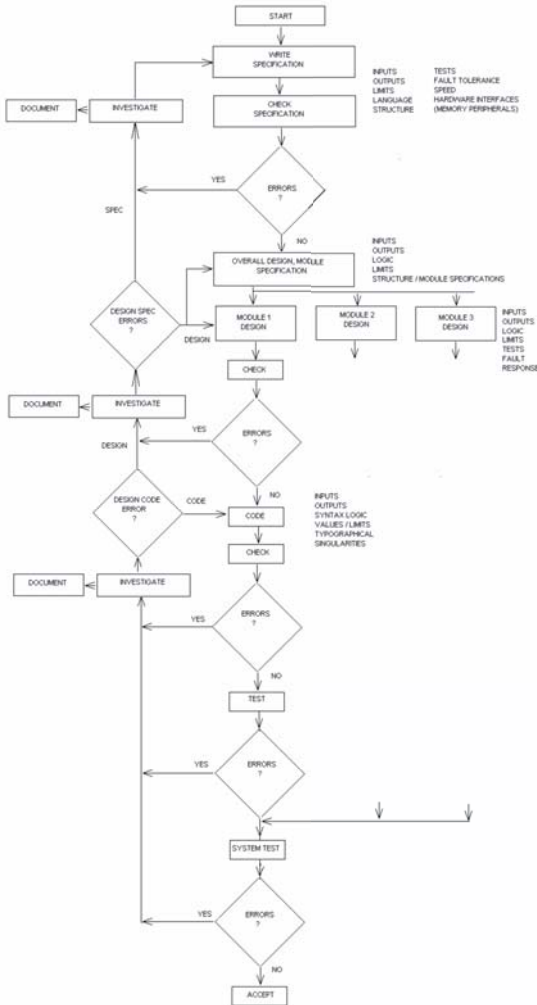 START
WRITE
SPECIFICATION
INPUTS
OUTPUTS
LIMITS
LANGUAGE
STRUCTURE
TESTS
FAULT TOLERANCE
SPEED
HARDWARE INTERFACES
(MEMORY PERIPHERALS)
DOCUMENT
INVESTIGATE
CHECK
SPECIFICATION
YES
ERRORS
?
SPEC
NO
OVERALL DESIGN, MODULE
SPECIFICATION
INPUTS
OUTPUTS
LOGIC
LIMITS
STRUCTURE / MODULE SPECIFICATIONS
DESIGN SPEC
ERRORS
?
DESIGN
MODULE 1
DESIGN
MODULE 2
DESIGN
MODULE 3
DESIGN
INPUTS
OUTPUTS
LOGIC
LIMITS
TESTS
FAULT
RESPONSE
CHECK
DOCUMENT
INVESTIGATE
YES
ERRORS
?
DESIGN
NO
DESIGN CODE
ERROR
?
CODE
CODE
INPUTS
OUTPUTS
SYNTAX LOGIC
VALUES / LIMITS
TYPOGRAPHICAL
SINGULARITIES
CHECK
DOCUMENT
INVESTIGATE
YES
ERRORS
?
NO
TEST
YES
ERRORS
?
SYSTEM TEST
YES
ERRORS
?
NO
ACCEPT